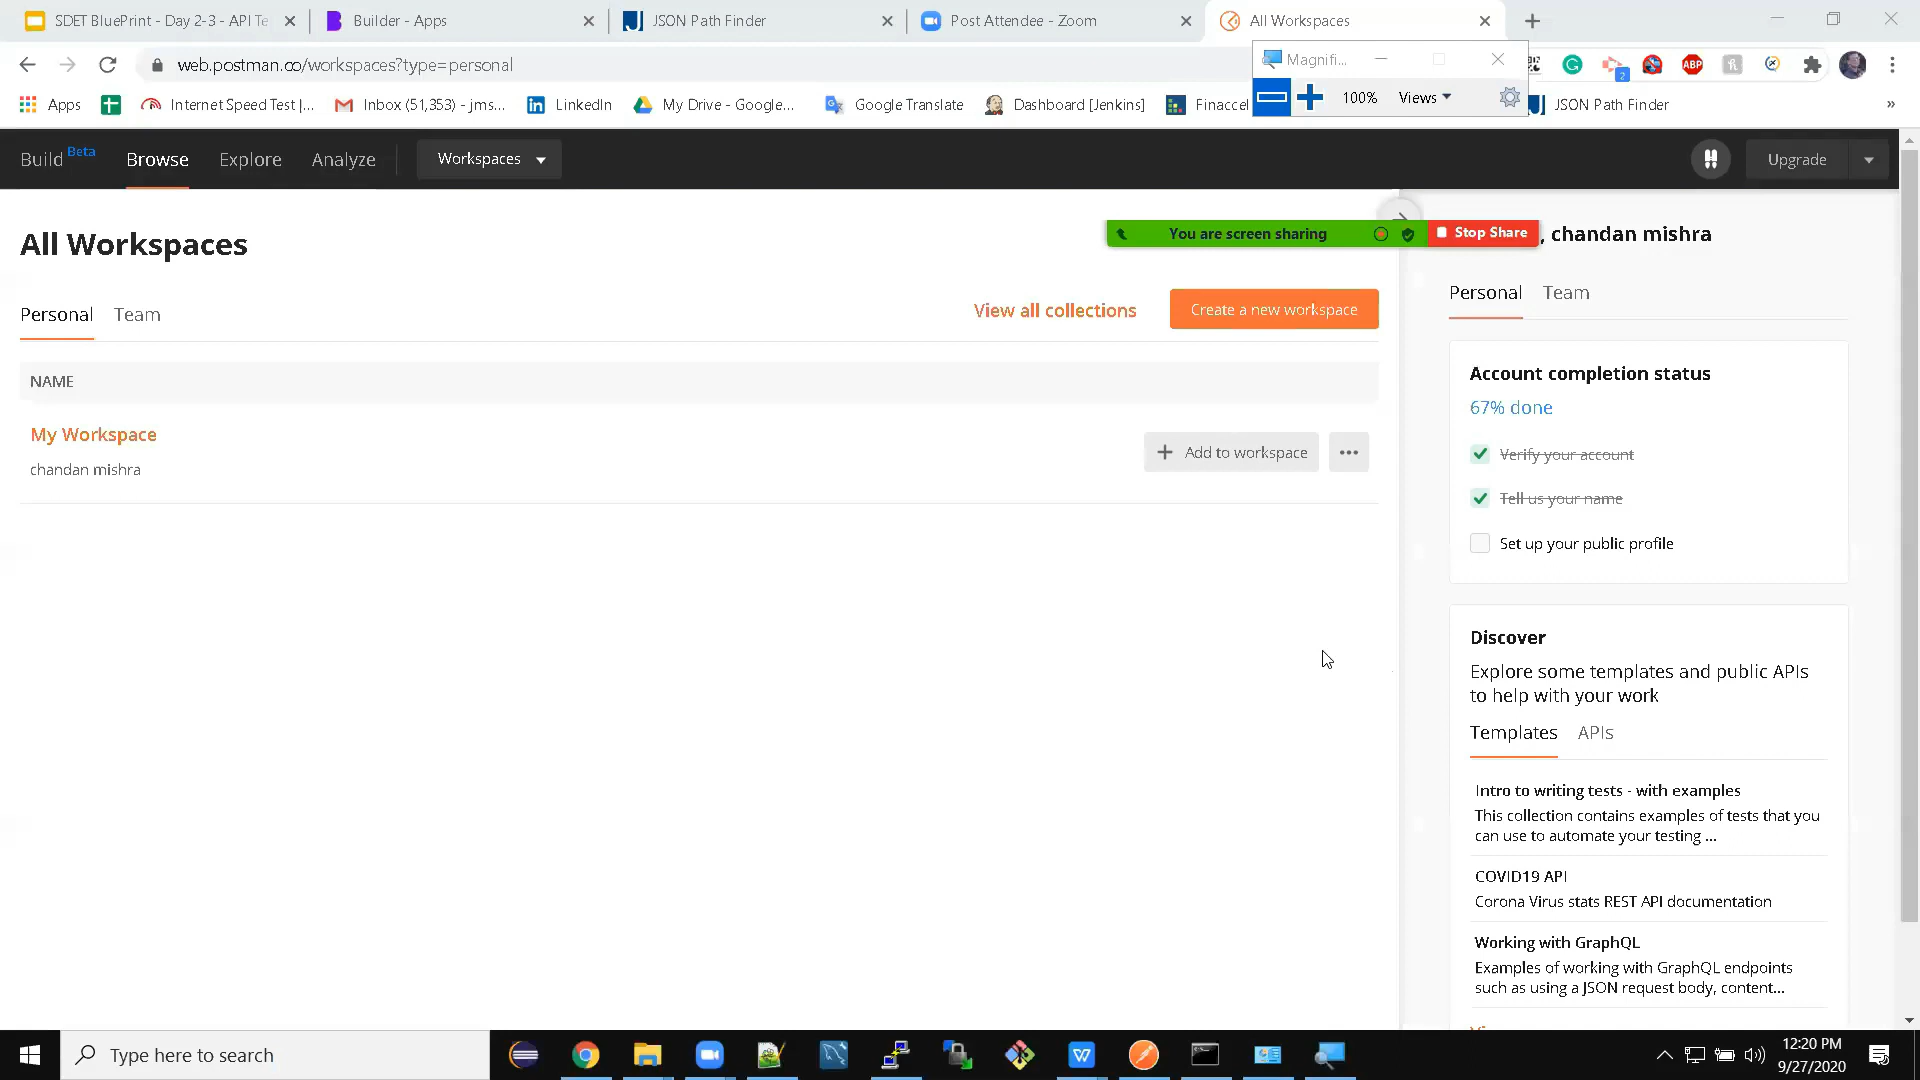 SDET BluePrint - Day 2-3 - API Te
Builder - Apps
JSON Path Finder
Post Attendee - Zoom
All Workspaces
web.postman.co/workspaces?type=personal
Magnifi...
2
ABP
Apps
Internet Speed Test |...
Inbox (51,353) - jms...
LinkedIn
My Drive - Google...
Google Translate
Dashboard [Jenkins]
Finaccel
100%
Views
JSON Path Finder
»
Build Beta
Browse
Explore
Analyze
Workspaces
Upgrade
All Workspaces
You are screen sharing
Stop Share
, chandan mishra
Personal
Team
View all collections
Create a new workspace
Personal
Team
NAME
My Workspace
chandan mishra
Add to workspace
Account completion status
67% done
Verify your account
Tell us your name
Set up your public profile
Discover
Explore some templates and public APIs
to help with your work
Templates
APIs
Intro to writing tests - with examples
This collection contains examples of tests that you
can use to automate your testing ...
COVID19 API
Corona Virus stats REST API documentation
Working with GraphQL
Examples of working with GraphQL endpoints
such as using a JSON request body, content...
Type here to search
12:20 PM
9/27/2020